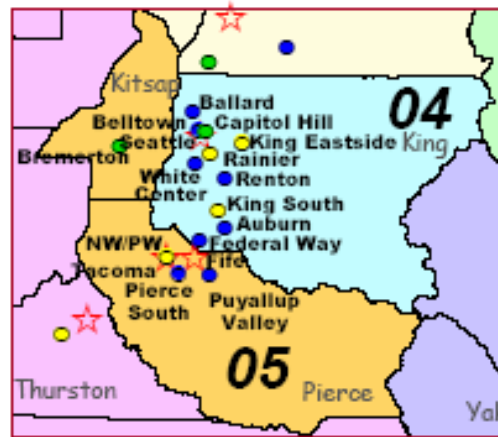 Kitsap
Ballard
04
Belltown
Capitol Hill
Seattle
King Eastside
King
Bremerton
Rainier
White
Center
Renton
King South
Auburn
NW/PW
Federal Way
Tacoma
Fife
Pierce
South
Puyallup
Valley
05
Thurston
Pierce
Yak